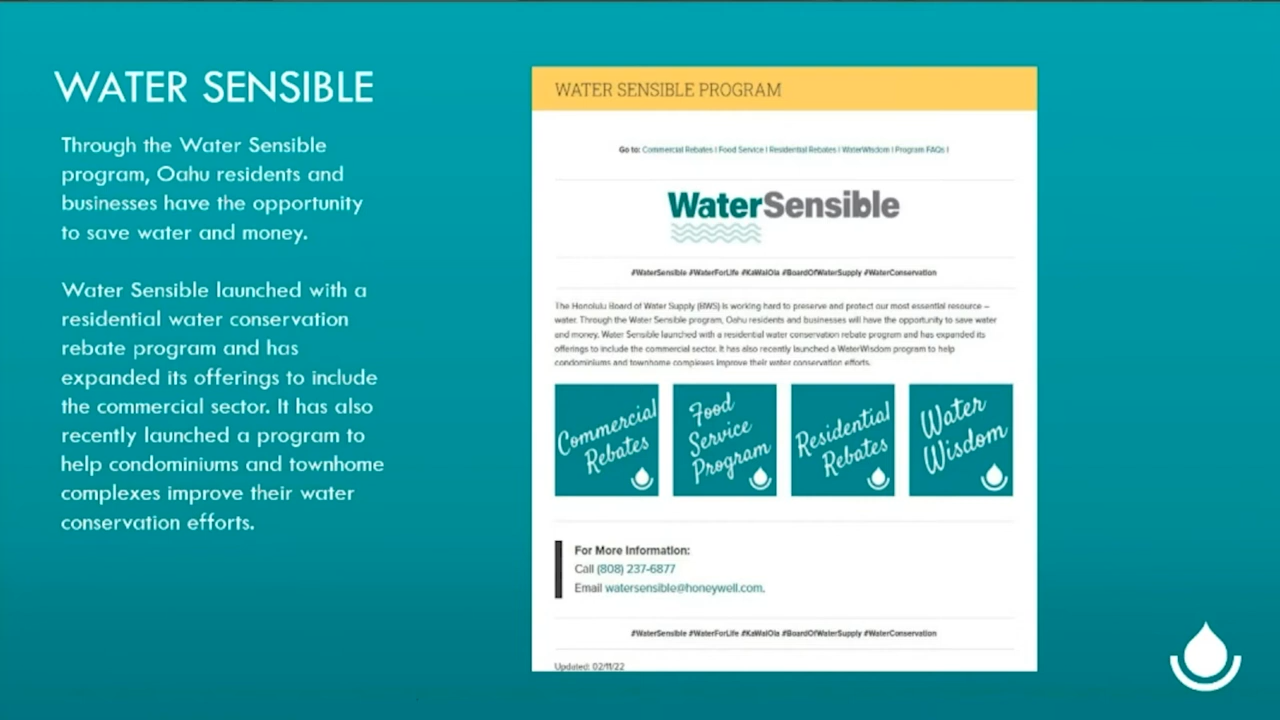 WATER SENSIBLE
Through the Water Sensible
program, Oahu residents and
businesses have the opportunity
to save water and money.
Water Sensible launched with a
residential water conservation
rebate program and has
expanded its offerings to include
the commercial sector. It has also
recently launched a program to
help condominiums and townhome
complexes improve their water
conservation efforts.
WATER SENSIBLE PROGRAM
Go to: Commercial Rebates | Food Service | Residential Rebates | WaterWisdom | Program FAQs |
WaterSensible
#WaterSensible #WaterForLife #KaWaiOla #BoardOfWaterSupply #WaterConservation
The Honolulu Board of Water Supply (BWS) is working hard to preserve and protect our most essential resource –
water. Through the Water Sensible program, Oahu residents and businesses will have the opportunity to save water
and money. Water Sensible launched with a residential water conservation rebate program and has expanded its
offerings to include the commercial sector. It has also recently launched a WaterWisdom program to help
condominiums and townhome complexes improve their water conservation efforts.
Commercial
Rebates
Food
Service
Program
Residential
Rebates
Water
Wisdom
For More Information:
Call (808) 237-6877
Email watersensible@honeywell.com.
#WaterSensible #WaterForLife #KaWaiOla #BoardOfWaterSupply #WaterConservation
Updated: 02/11/22